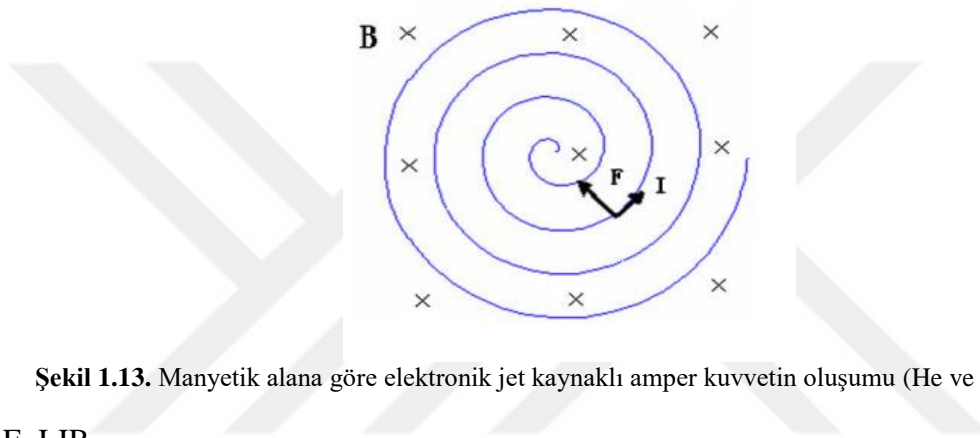 B
F
I
Şekil 1.13. Manyetik alana göre elektronik jet kaynaklı amper kuvvetin oluşumu (He ve